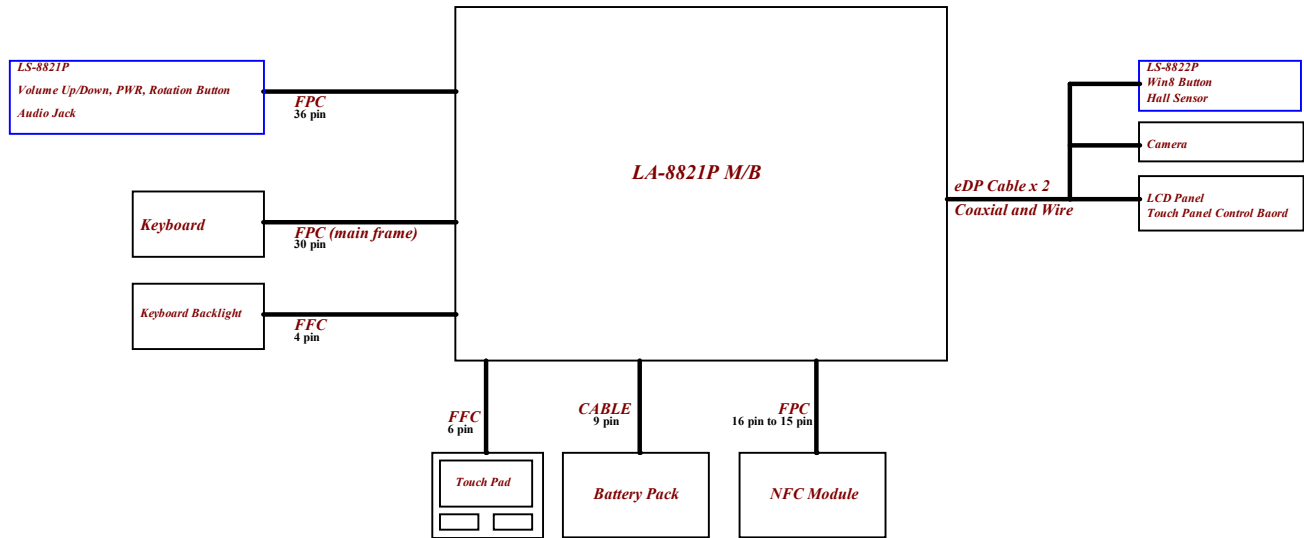 LS-8821P
Volume Up/Down, PWR, Rotation Button
Audio Jack
FPC
36 pin
Keyboard
FPC (main frame)
30 pin
Keyboard Backlight
FFC
4 pin
LA-8821P M/B
eDP Cable x 2
Coaxial and Wire
LS-8822P
Win8 Button
Hall Sensor
Camera
LCD Panel
Touch Panel Control Baord
FFC
6 pin
Touch Pad
CABLE
9 pin
Battery Pack
FPC
16 pin to 15 pin
NFC Module